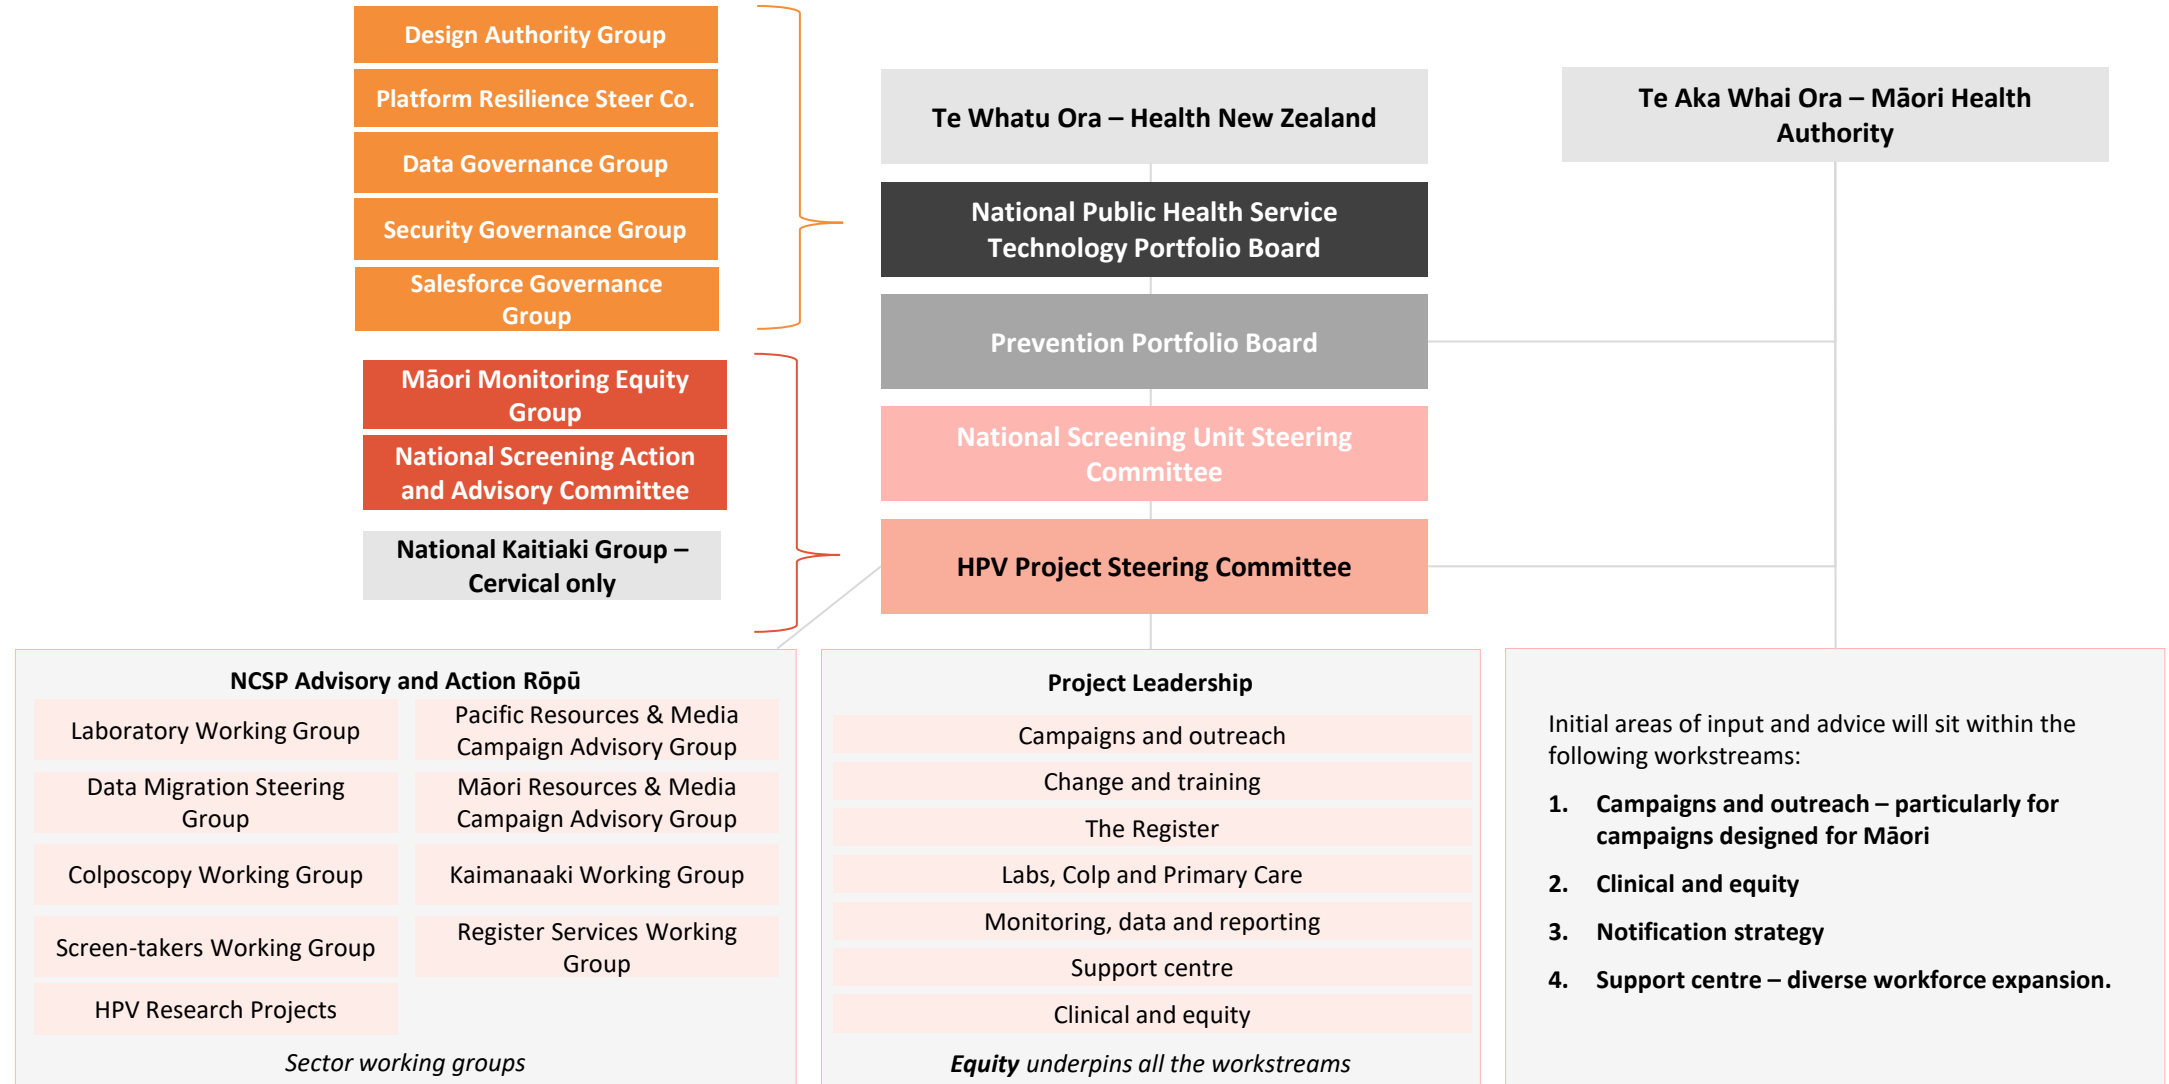 Design Authority Group
Platform Resilience Steer Co.
Data Governance Group
Security Governance Group
Salesforce Governance
Group
Māori Monitoring Equity
Group
National Screening Action
and Advisory Committee
National Kaitiaki Group –
Cervical only
Te Whatu Ora – Health New Zealand
National Public Health Service
Technology Portfolio Board
Prevention Portfolio Board
National Screening Unit Steering
Committee
HPV Project Steering Committee
Te Aka Whai Ora – Māori Health
Authority
NCSP Advisory and Action Rōpū
Laboratory Working Group
Data Migration Steering
Group
Colposcopy Working Group
Screen-takers Working Group
HPV Research Projects
Pacific Resources & Media
Campaign Advisory Group
Māori Resources & Media
Campaign Advisory Group
Kaimanaaki Working Group
Register Services Working
Group
Sector working groups
Project Leadership
Campaigns and outreach
Change and training
The Register
Labs, Colp and Primary Care
Monitoring, data and reporting
Support centre
Clinical and equity
Equity underpins all the workstreams
Initial areas of input and advice will sit within the
following workstreams:
1. Campaigns and outreach – particularly for
campaigns designed for Māori
2. Clinical and equity
3. Notification strategy
4. Support centre – diverse workforce expansion.